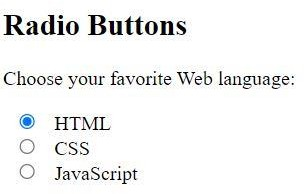 Radio Buttons
Choose your favorite Web language:
HTML
CSS
JavaScript